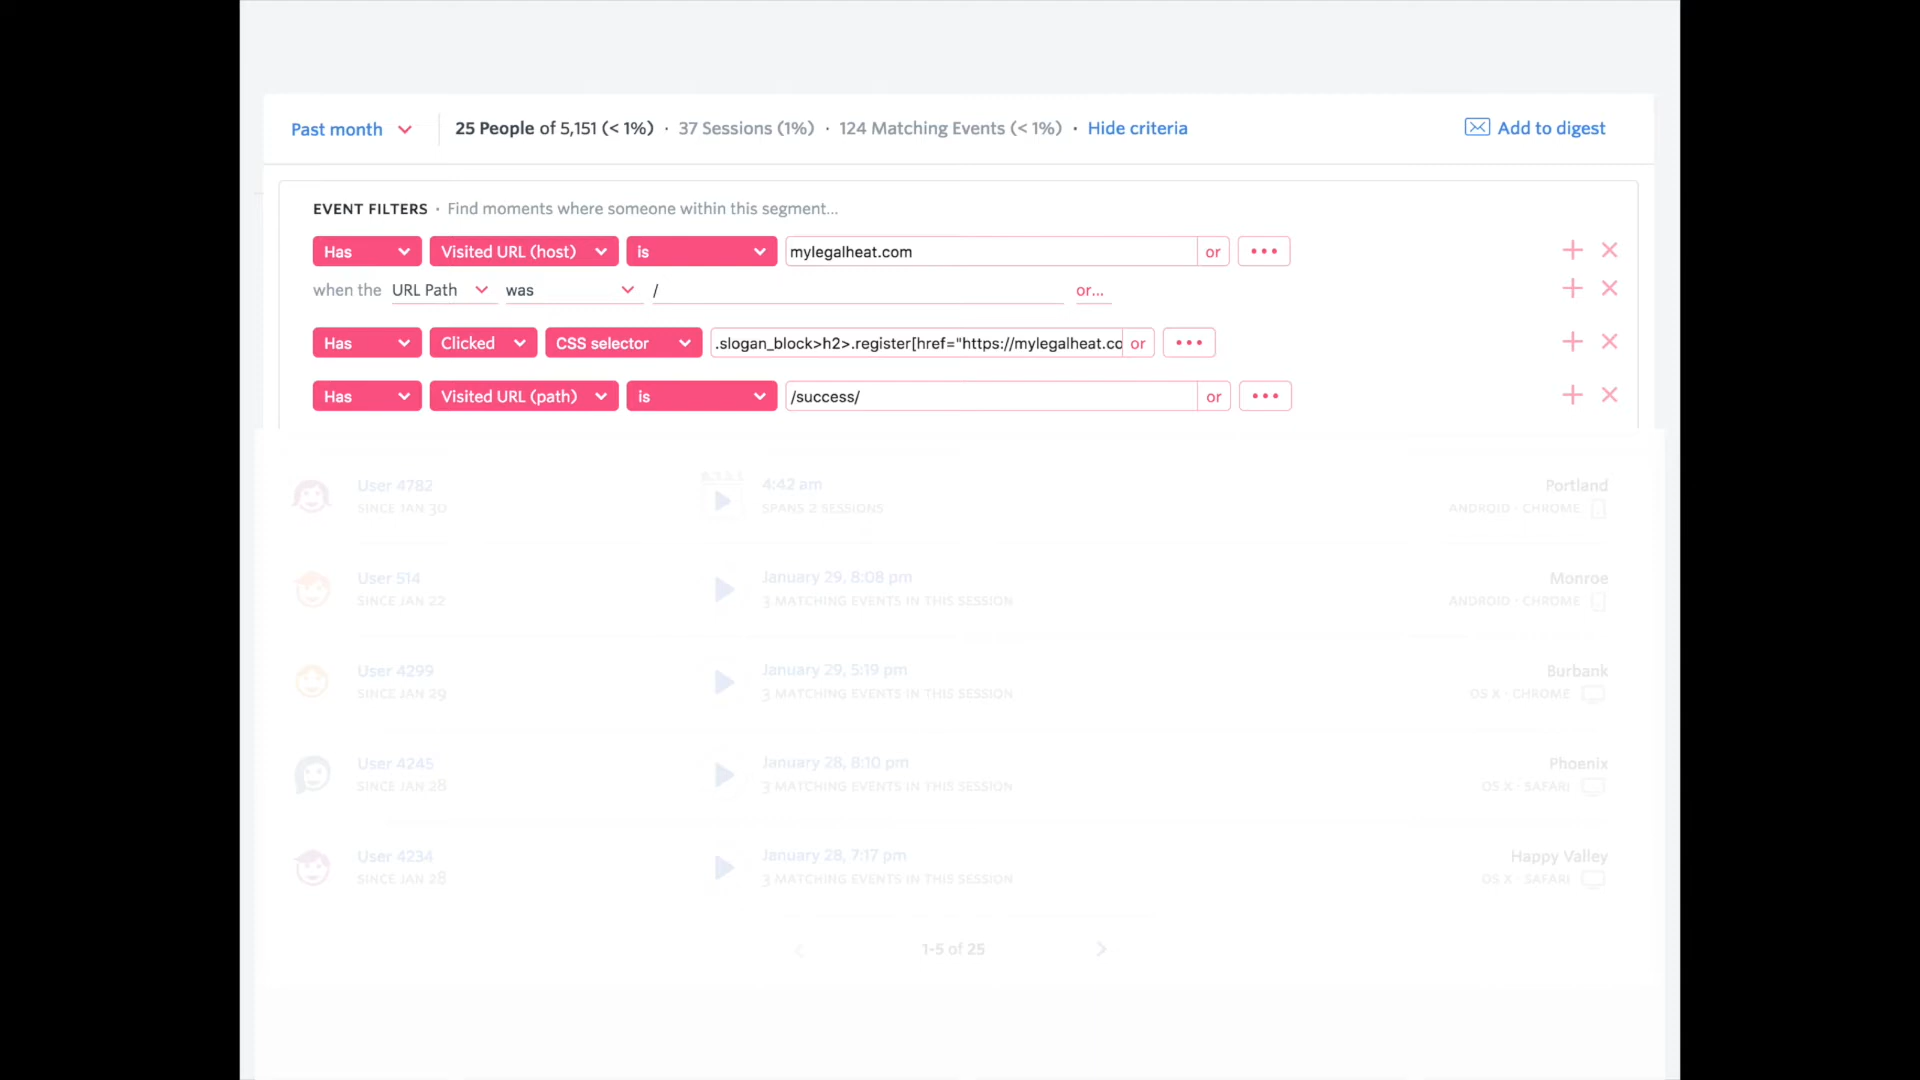 Past month 25 People of 5,151 (< 1%) · 37 Sessions (1%) · 124 Matching Events (< 1%) · Hide criteria Add to digest
EVENT FILTERS · Find moments where someone within this segment...
Has Visited URL (host) is mylegalheat.com or •••
when the URL Path was / or...
Has Clicked CSS selector .slogan_block>h2>.register[href="https://mylegalheat.co or •••
Has Visited URL (path) is /success/ or •••
User 4782 4:42 am Portland
SINCE JAN 30 SPANS 2 SESSIONS ANDROID · CHROME
User 514 January 29, 8:08 pm Monroe
SINCE JAN 22 3 MATCHING EVENTS IN THIS SESSION ANDROID · CHROME
User 4299 January 29, 5:19 pm Burbank
SINCE JAN 29 3 MATCHING EVENTS IN THIS SESSION OS X · CHROME
User 4245 January 28, 8:10 pm Phoenix
SINCE JAN 28 3 MATCHING EVENTS IN THIS SESSION OS X · SAFARI
User 4234 January 28, 7:17 pm Happy Valley
SINCE JAN 28 3 MATCHING EVENTS IN THIS SESSION OS X · SAFARI
1-5 of 25